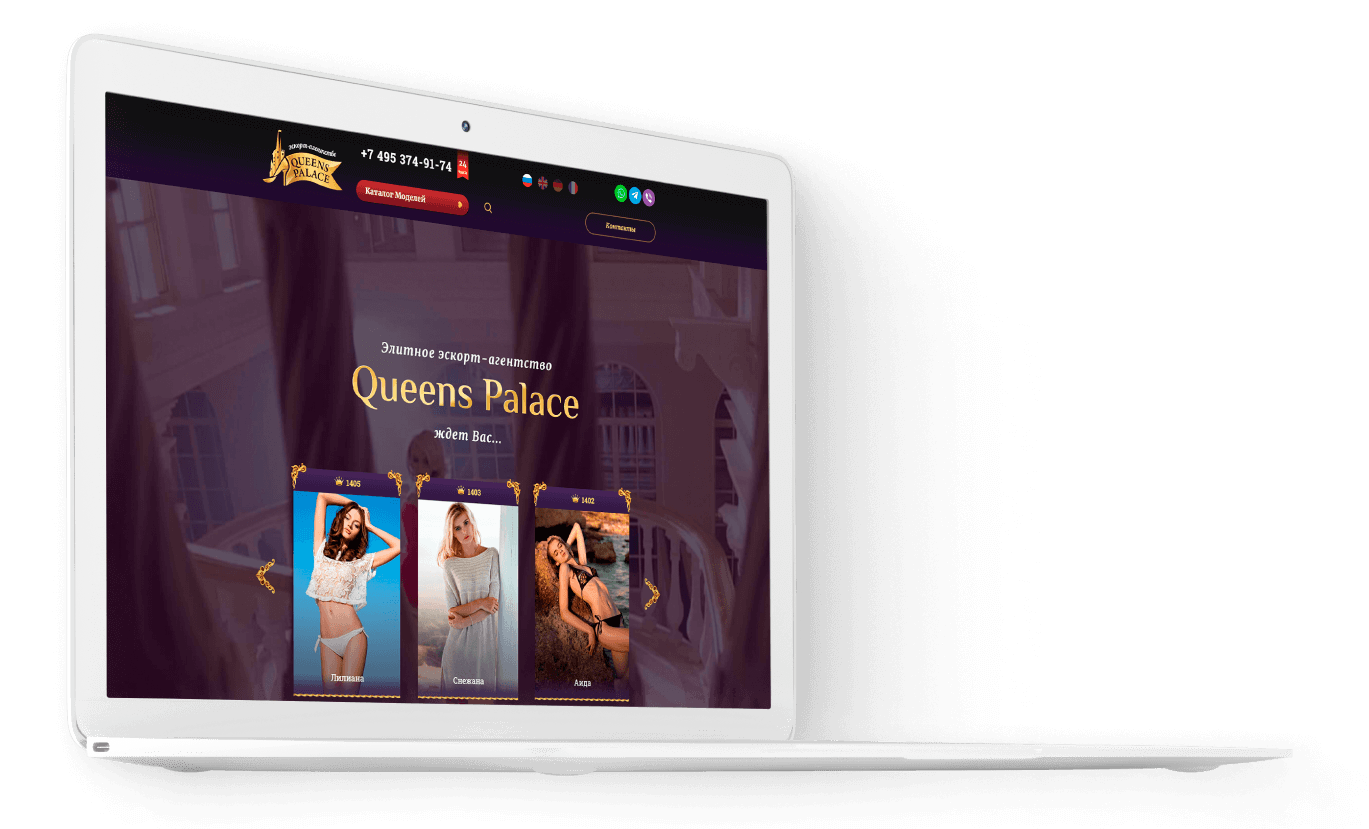 эскорт-агентство
QUEENS
PALACE
+7 495 374-91-74
24
часа
Каталог Моделей
Контакты
Элитное эскорт-агентство
Queens Palace
ждет Вас...
1405
1403
1402
Лилиана
Снежана
Аида